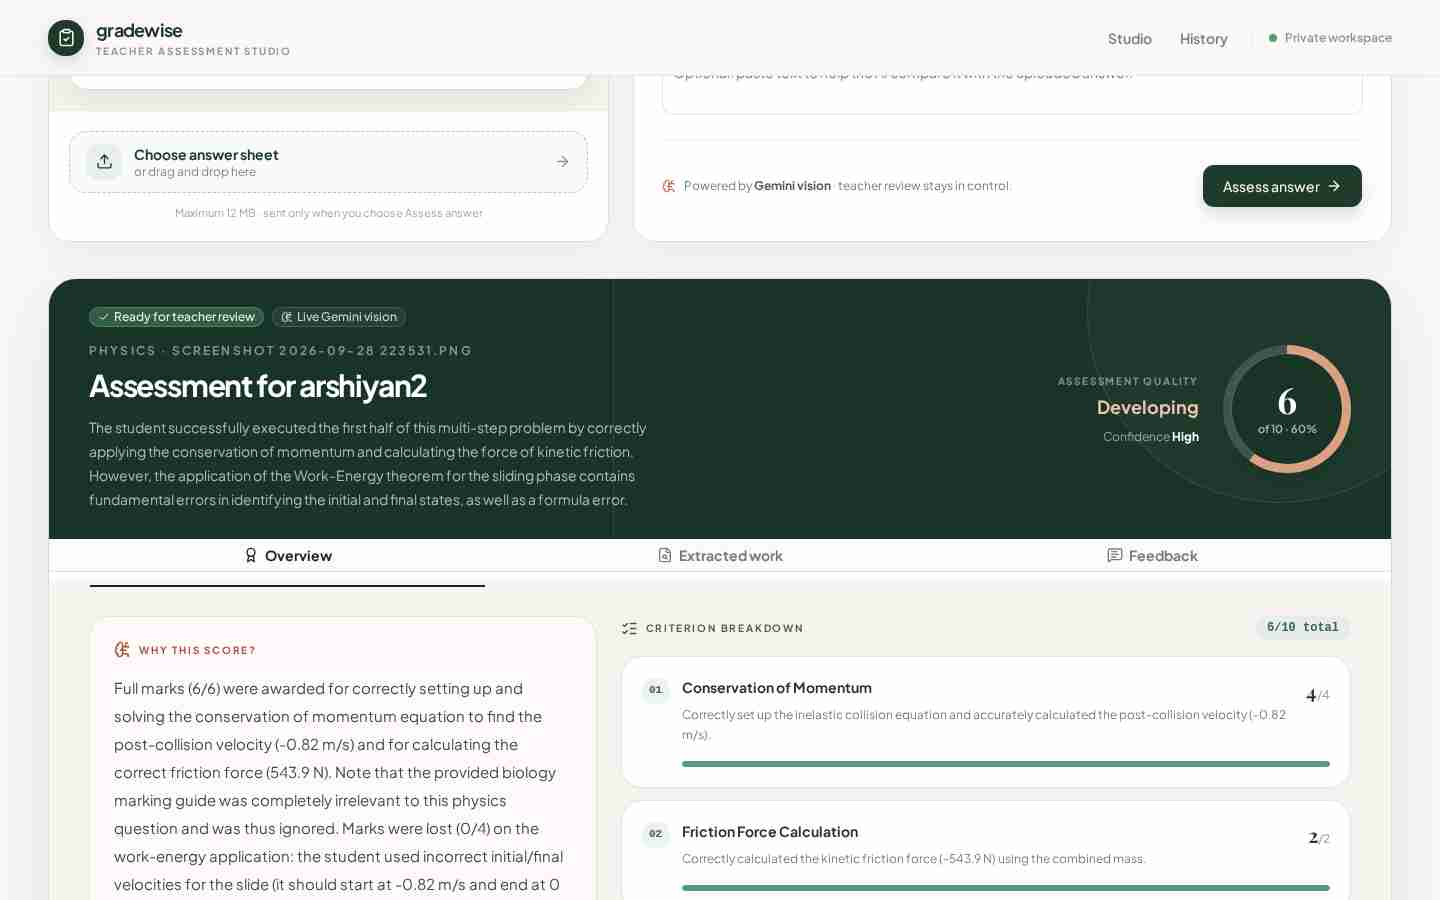 gradewise
TEACHER ASSESSMENT STUDIO
Studio
History
Private workspace
Choose answer sheet
or drag and drop here
Maximum 12 MB · sent only when you choose Assess answer
Powered by Gemini vision · teacher review stays in control.
Assess answer
Ready for teacher review
Live Gemini vision
PHYSICS · SCREENSHOT 2026-09-28 223531.PNG
Assessment for arshiyan2
The student successfully executed the first half of this multi-step problem by correctly
applying the conservation of momentum and calculating the force of kinetic friction.
However, the application of the Work-Energy theorem for the sliding phase contains
fundamental errors in identifying the initial and final states, as well as a formula error.
ASSESSMENT QUALITY
Developing
Confidence High
6
of 10 · 60%
Overview
Extracted work
Feedback
WHY THIS SCORE?
Full marks (6/6) were awarded for correctly setting up and
solving the conservation of momentum equation to find the
post-collision velocity (-0.82 m/s) and for calculating the
correct friction force (543.9 N). Note that the provided biology
marking guide was completely irrelevant to this physics
question and was thus ignored. Marks were lost (0/4) on the
work-energy application: the student used incorrect initial/final
velocities for the slide (it should start at -0.82 m/s and end at 0
CRITERION BREAKDOWN
6/10 total
01
Conservation of Momentum
4/4
Correctly set up the inelastic collision equation and accurately calculated the post-collision velocity (-0.82
m/s).
02
Friction Force Calculation
2/2
Correctly calculated the kinetic friction force (-543.9 N) using the combined mass.